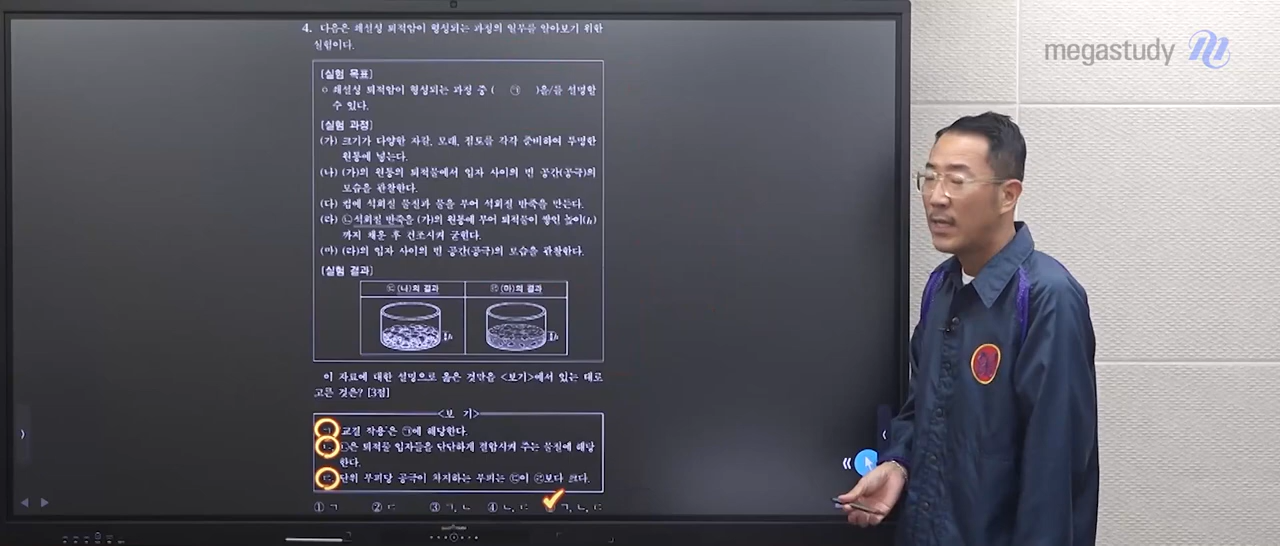 megastudy
4. 다음은 쇄설성 퇴적암이 형성되는 과정의 일부를 알아보기 위한
실험이다.
[실험 목표]
○ 쇄설성 퇴적암이 형성되는 과정 중 ( ㉠ )을/를 설명할
수 있다.
[실험 과정]
(가) 크기가 다양한 자갈, 모래, 점토를 각각 준비하여 투명한
원통에 넣는다.
(나) (가)의 원통의 퇴적물에서 입자 사이의 빈 공간(공극)의
모습을 관찰한다.
(다) 컵에 석회질 물질과 물을 부어 석회질 반죽을 만든다.
(라) ㉡석회질 반죽을 (가)의 원통에 부어 퇴적물이 쌓인 높이(h)
까지 채운 후 건조시켜 굳힌다.
(마) (라)의 입자 사이의 빈 공간(공극)의 모습을 관찰한다.
[실험 결과]
㉢ (나)의 결과 ㉣ (마)의 결과
h h
이 자료에 대한 설명으로 옳은 것만을 <보기>에서 있는 대로
고른 것은? [3점]
<보 기>
ㄱ. '교결 작용'은 ㉠에 해당한다.
ㄴ. ㉡은 퇴적물 입자들을 단단하게 결합시켜 주는 물질에 해당
한다.
ㄷ. 단위 부피당 공극이 차지하는 부피는 ㉢이 ㉣보다 크다.
① ㄱ ② ㄷ ③ ㄱ, ㄴ ④ ㄴ, ㄷ ㄱ, ㄴ, ㄷ